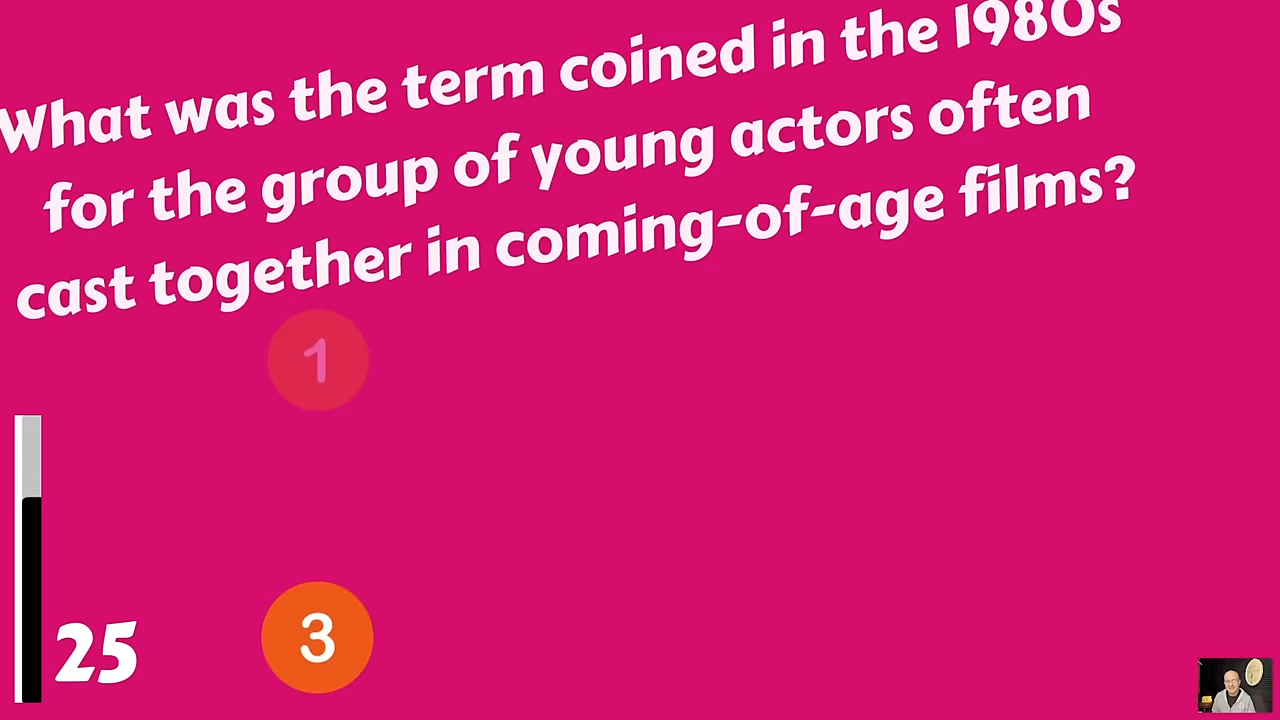 What was the term coined in the 1980s
for the group of young actors often
cast together in coming-of-age films?
1
25
3